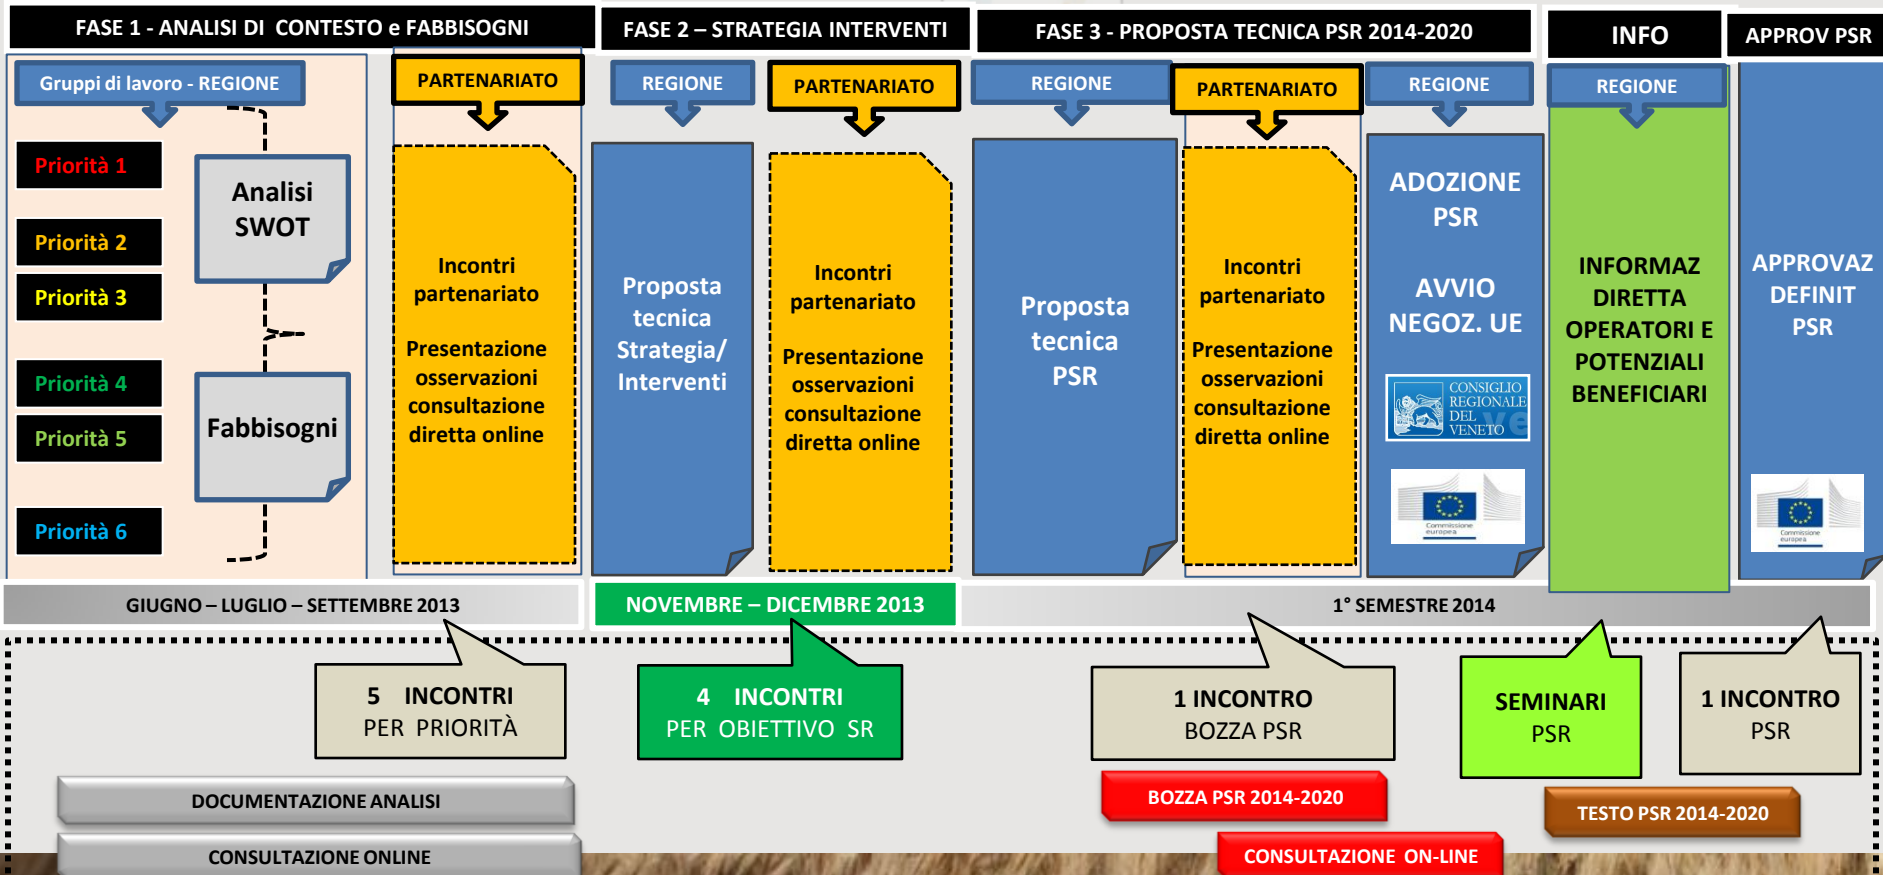 FASE 1 - ANALISI DI CONTESTO e FABBISOGNI
FASE 2 – STRATEGIA INTERVENTI
FASE 3 - PROPOSTA TECNICA PSR 2014-2020
INFO
APPROV PSR
Gruppi di lavoro - REGIONE
PARTENARIATO
REGIONE
PARTENARIATO
REGIONE
PARTENARIATO
REGIONE
REGIONE
Priorità 1
Priorità 2
Priorità 3
Priorità 4
Priorità 5
Priorità 6
Analisi
SWOT
Fabbisogni
Incontri
partenariato
Presentazione
osservazioni
consultazione
diretta online
Proposta
tecnica
Strategia/
Interventi
Incontri
partenariato
Presentazione
osservazioni
consultazione
diretta online
Proposta
tecnica
PSR
Incontri
partenariato
Presentazione
osservazioni
consultazione
diretta online
ADOZIONE
PSR
AVVIO
NEGOZ. UE
CONSIGLIO
REGIONALE
DEL
VENETO
ve
Commissione
europea
INFORMAZ
DIRETTA
OPERATORI E
POTENZIALI
BENEFICIARI
APPROVAZ
DEFINIT
PSR
Commissione
europea
GIUGNO – LUGLIO – SETTEMBRE 2013
NOVEMBRE – DICEMBRE 2013
1° SEMESTRE 2014
5 INCONTRI
PER PRIORITÀ
4 INCONTRI
PER OBIETTIVO SR
1 INCONTRO
BOZZA PSR
SEMINARI
PSR
1 INCONTRO
PSR
DOCUMENTAZIONE ANALISI
CONSULTAZIONE ONLINE
BOZZA PSR 2014-2020
CONSULTAZIONE ON-LINE
TESTO PSR 2014-2020